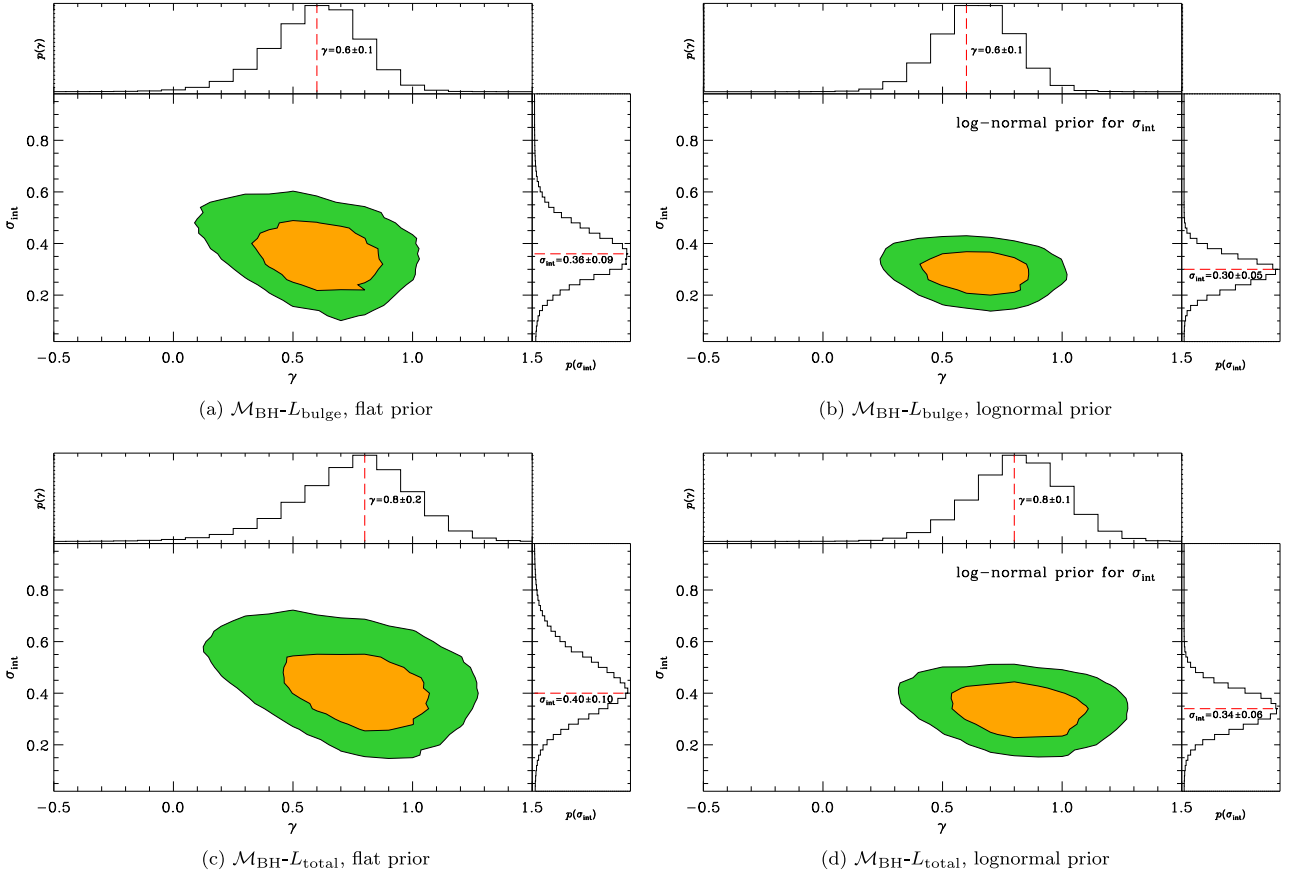 p(γ)
γ=0.6±0.1
0.8
0.6
0.4
0.2
σint
σint=0.36±0.09
−0.5
0.0
0.5
1.0
1.5
γ
p(σint)
(a) MBH-Lbulge, flat prior
p(γ)
γ=0.6±0.1
log−normal prior for σint
0.8
0.6
0.4
0.2
σint
σint=0.30±0.05
−0.5
0.0
0.5
1.0
1.5
γ
p(σint)
(b) MBH-Lbulge, lognormal prior
p(γ)
γ=0.8±0.2
0.8
0.6
0.4
0.2
σint
σint=0.40±0.10
−0.5
0.0
0.5
1.0
1.5
γ
p(σint)
(c) MBH-Ltotal, flat prior
p(γ)
γ=0.8±0.1
log−normal prior for σint
0.8
0.6
0.4
0.2
σint
σint=0.34±0.06
−0.5
0.0
0.5
1.0
1.5
γ
p(σint)
(d) MBH-Ltotal, lognormal prior